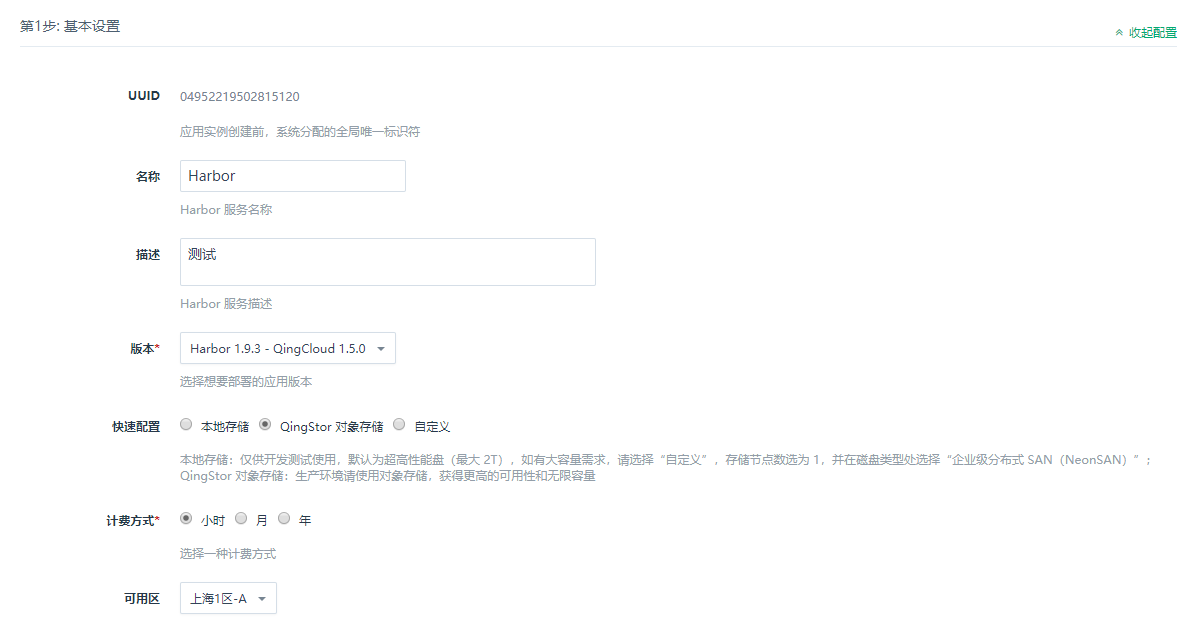 第1步: 基本设置
收起配置
UUID 04952219502815120
应用实例创建前，系统分配的全局唯一标识符
名称 Harbor
Harbor 服务名称
描述 测试
Harbor 服务描述
版本* Harbor 1.9.3 - QingCloud 1.5.0
选择想要部署的应用版本
快速配置 本地存储 QingStor 对象存储 自定义
本地存储：仅供开发测试使用，默认为超高性能盘（最大 2T），如有大容量需求，请选择“自定义”，存储节点数选为 1，并在磁盘类型处选择“企业级分布式 SAN（NeonSAN）”；
QingStor 对象存储：生产环境请使用对象存储，获得更高的可用性和无限容量
计费方式* 小时 月 年
选择一种计费方式
可用区 上海1区-A